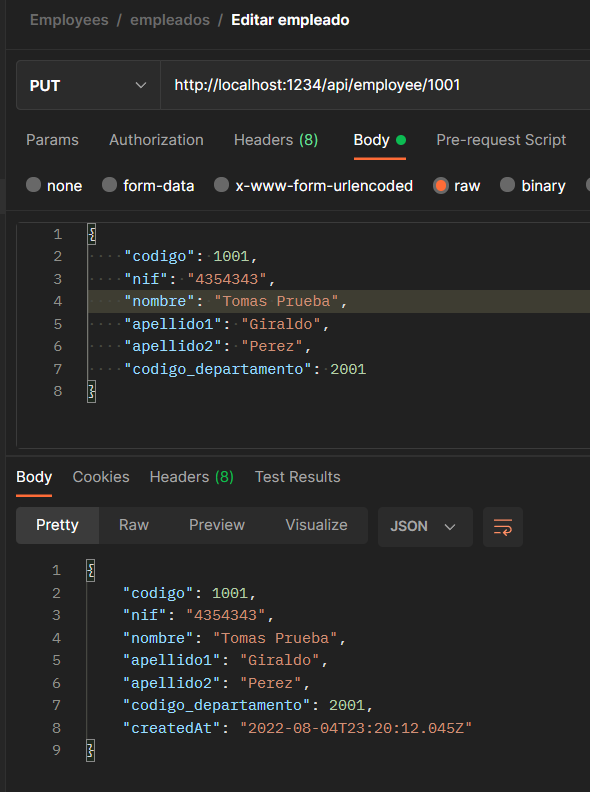 Employees / empleados / Editar empleado
PUT http://localhost:1234/api/employee/1001
Params Authorization Headers (8) Body Pre-request Script
none form-data x-www-form-urlencoded raw binary
1 {
2 "codigo": 1001,
3 "nif": "4354343",
4 "nombre": "Tomas Prueba",
5 "apellido1": "Giraldo",
6 "apellido2": "Perez",
7 "codigo_departamento": 2001
8 }
Body Cookies Headers (8) Test Results
Pretty Raw Preview Visualize JSON
1 {
2 "codigo": 1001,
3 "nif": "4354343",
4 "nombre": "Tomas Prueba",
5 "apellido1": "Giraldo",
6 "apellido2": "Perez",
7 "codigo_departamento": 2001,
8 "createdAt": "2022-08-04T23:20:12.045Z"
9 }